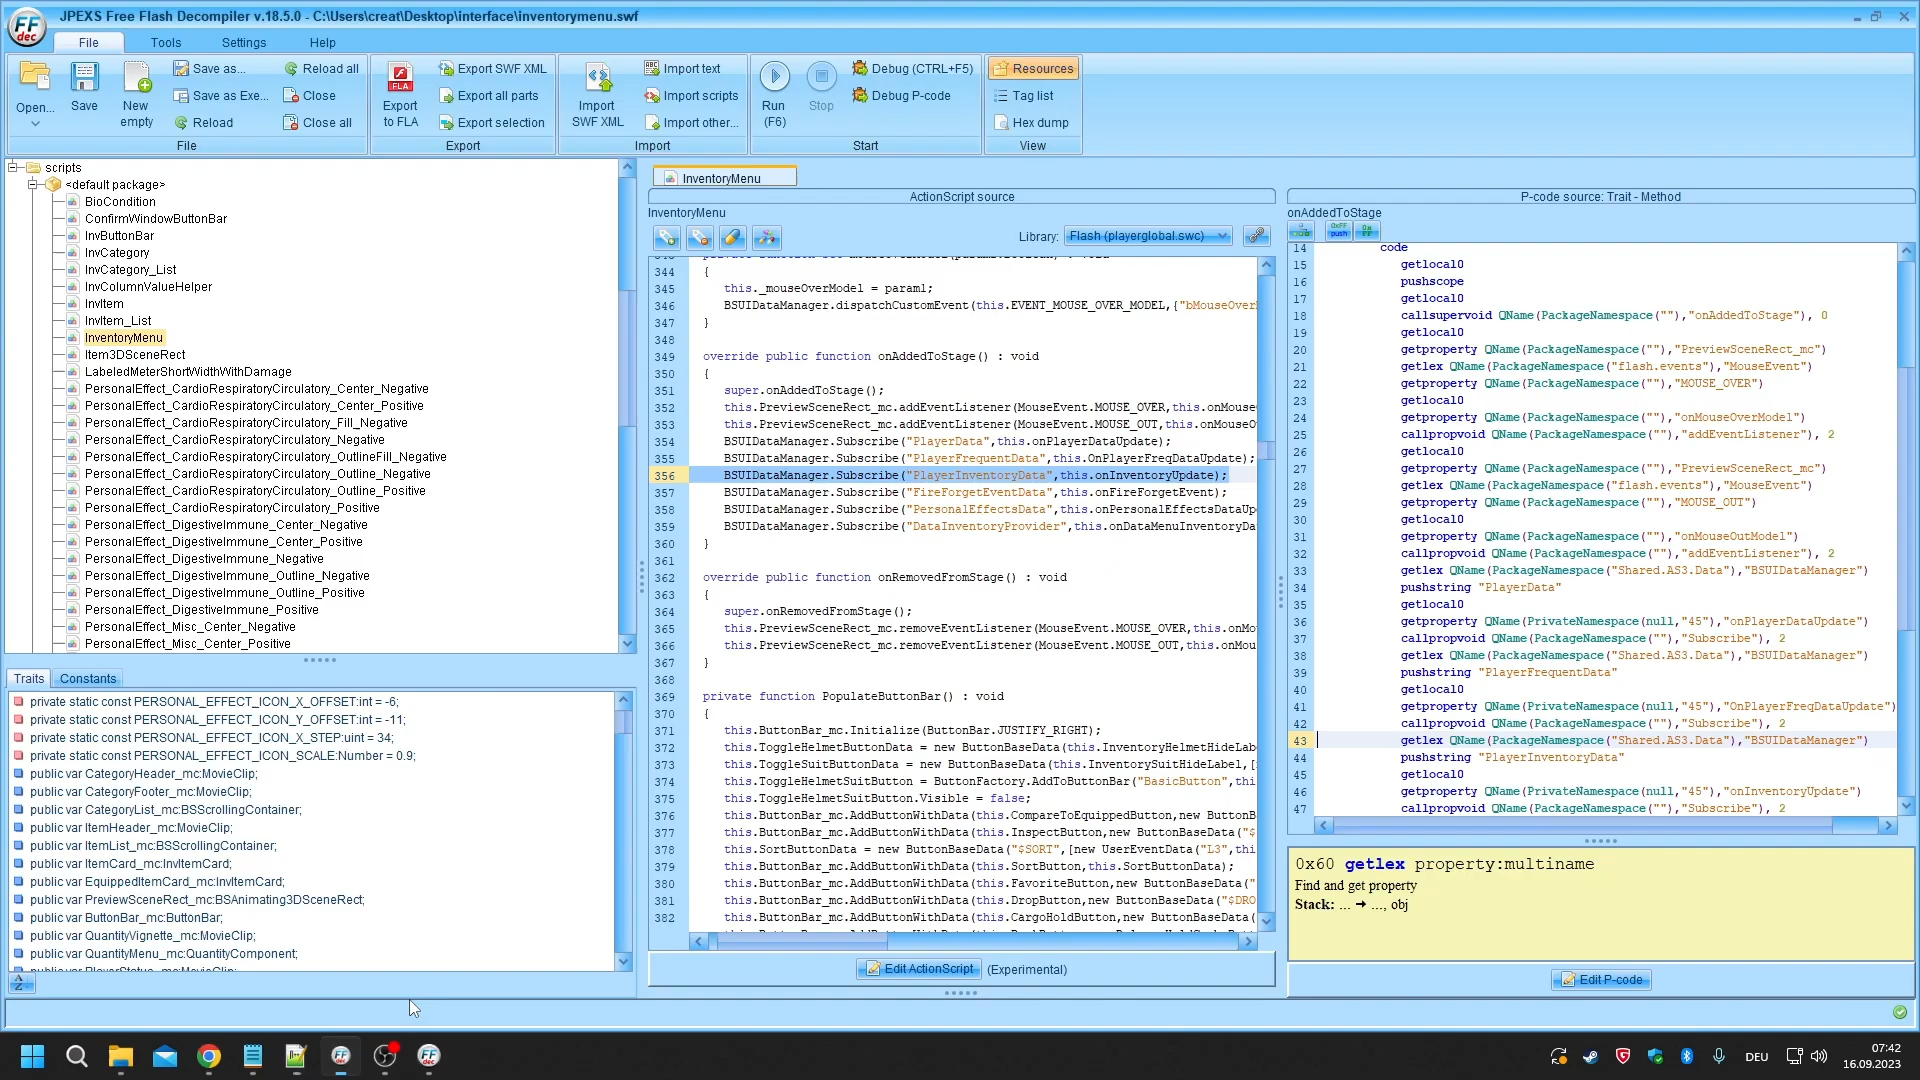 JPEXS Free Flash Decompiler v.18.5.0 - C:\Users\creat\Desktop\interface\inventorymenu.swf
File Tools Settings Help
Open... Save New empty Save as... Save as Exe... Reload Reload all Close Close all
File
Export to FLA Export SWF XML Export all parts Export selection
Export
Import SWF XML Import text Import scripts Import other...
Import
Run (F6) Stop Debug (CTRL+F5) Debug P-code
Start
Resources Tag list Hex dump
View
scripts
<default package>
BioCondition
ConfirmWindowButtonBar
InvButtonBar
InvCategory
InvCategory_List
InvColumnValueHelper
InvItem
InvItem_List
InventoryMenu
Item3DSceneRect
LabeledMeterShortWidthWithDamage
PersonalEffect_CardioRespiratoryCirculatory_Center_Negative
PersonalEffect_CardioRespiratoryCirculatory_Center_Positive
PersonalEffect_CardioRespiratoryCirculatory_Fill_Negative
PersonalEffect_CardioRespiratoryCirculatory_Negative
PersonalEffect_CardioRespiratoryCirculatory_OutlineFill_Negative
PersonalEffect_CardioRespiratoryCirculatory_Outline_Negative
PersonalEffect_CardioRespiratoryCirculatory_Outline_Positive
PersonalEffect_CardioRespiratoryCirculatory_Positive
PersonalEffect_DigestiveImmune_Center_Negative
PersonalEffect_DigestiveImmune_Center_Positive
PersonalEffect_DigestiveImmune_Negative
PersonalEffect_DigestiveImmune_Outline_Negative
PersonalEffect_DigestiveImmune_Outline_Positive
PersonalEffect_DigestiveImmune_Positive
PersonalEffect_Misc_Center_Negative
PersonalEffect_Misc_Center_Positive
Traits Constants
private static const PERSONAL_EFFECT_ICON_X_OFFSET:int = -6;
private static const PERSONAL_EFFECT_ICON_Y_OFFSET:int = -11;
private static const PERSONAL_EFFECT_ICON_X_STEP:uint = 34;
private static const PERSONAL_EFFECT_ICON_SCALE:Number = 0.9;
public var CategoryHeader_mc:MovieClip;
public var CategoryFooter_mc:MovieClip;
public var CategoryList_mc:BSScrollingContainer;
public var ItemHeader_mc:MovieClip;
public var ItemList_mc:BSScrollingContainer;
public var ItemCard_mc:InvItemCard;
public var EquippedItemCard_mc:InvItemCard;
public var PreviewSceneRect_mc:BSAnimating3DSceneRect;
public var ButtonBar_mc:ButtonBar;
public var QuantityVignette_mc:MovieClip;
public var QuantityMenu_mc:QuantityComponent;
InventoryMenu
ActionScript source
InventoryMenu
Library: Flash (playerglobal.swc)
344 {
345 this._mouseOverModel = param1;
346 BSUIDataManager.dispatchCustomEvent(this.EVENT_MOUSE_OVER_MODEL,{"bMouseOver
347 }
348
349 override public function onAddedToStage() : void
350 {
351 super.onAddedToStage();
352 this.PreviewSceneRect_mc.addEventListener(MouseEvent.MOUSE_OVER,this.onMouse
353 this.PreviewSceneRect_mc.addEventListener(MouseEvent.MOUSE_OUT,this.onMouseO
354 BSUIDataManager.Subscribe("PlayerData",this.onPlayerDataUpdate);
355 BSUIDataManager.Subscribe("PlayerFrequentData",this.OnPlayerFreqDataUpdate);
356 BSUIDataManager.Subscribe("PlayerInventoryData",this.onInventoryUpdate);
357 BSUIDataManager.Subscribe("FireForgetEventData",this.onFireForgetEvent);
358 BSUIDataManager.Subscribe("PersonalEffectsData",this.onPersonalEffectsDataUp
359 BSUIDataManager.Subscribe("DataInventoryProvider",this.onDataMenuInventoryDa
360 }
361
362 override public function onRemovedFromStage() : void
363 {
364 super.onRemovedFromStage();
365 this.PreviewSceneRect_mc.removeEventListener(MouseEvent.MOUSE_OVER,this.onMo
366 this.PreviewSceneRect_mc.removeEventListener(MouseEvent.MOUSE_OUT,this.onMou
367 }
368
369 private function PopulateButtonBar() : void
370 {
371 this.ButtonBar_mc.Initialize(ButtonBar.JUSTIFY_RIGHT);
372 this.ToggleHelmetButtonData = new ButtonBaseData(this.InventoryHelmetHideLab
373 this.ToggleSuitButtonData = new ButtonBaseData(this.InventorySuitHideLabel,[
374 this.ToggleHelmetSuitButton = ButtonFactory.AddToButtonBar("BasicButton",thi
375 this.ToggleHelmetSuitButton.Visible = false;
376 this.ButtonBar_mc.AddButtonWithData(this.CompareToEquippedButton,new ButtonB
377 this.ButtonBar_mc.AddButtonWithData(this.InspectButton,new ButtonBaseData("$
378 this.SortButtonData = new ButtonBaseData("$SORT",[new UserEventData("L3",thi
379 this.ButtonBar_mc.AddButtonWithData(this.SortButton,this.SortButtonData);
380 this.ButtonBar_mc.AddButtonWithData(this.FavoriteButton,new ButtonBaseData("
381 this.ButtonBar_mc.AddButtonWithData(this.DropButton,new ButtonBaseData("$DRO
382 this.ButtonBar_mc.AddButtonWithData(this.CargoHoldButton,new ButtonBaseData(
Edit ActionScript (Experimental)
P-code source: Trait - Method
onAddedToStage
14 code
15 getlocal0
16 pushscope
17 getlocal0
18 callsupervoid QName(PackageNamespace(""),"onAddedToStage"), 0
19 getlocal0
20 getproperty QName(PackageNamespace(""),"PreviewSceneRect_mc")
21 getlex QName(PackageNamespace("flash.events"),"MouseEvent")
22 getproperty QName(PackageNamespace(""),"MOUSE_OVER")
23 getlocal0
24 getproperty QName(PackageNamespace(""),"onMouseOverModel")
25 callpropvoid QName(PackageNamespace(""),"addEventListener"), 2
26 getlocal0
27 getproperty QName(PackageNamespace(""),"PreviewSceneRect_mc")
28 getlex QName(PackageNamespace("flash.events"),"MouseEvent")
29 getproperty QName(PackageNamespace(""),"MOUSE_OUT")
30 getlocal0
31 getproperty QName(PackageNamespace(""),"onMouseOutModel")
32 callpropvoid QName(PackageNamespace(""),"addEventListener"), 2
33 getlex QName(PackageNamespace("Shared.AS3.Data"),"BSUIDataManager")
34 pushstring "PlayerData"
35 getlocal0
36 getproperty QName(PrivateNamespace(null,"45"),"onPlayerDataUpdate")
37 callpropvoid QName(PackageNamespace(""),"Subscribe"), 2
38 getlex QName(PackageNamespace("Shared.AS3.Data"),"BSUIDataManager")
39 pushstring "PlayerFrequentData"
40 getlocal0
41 getproperty QName(PrivateNamespace(null,"45"),"OnPlayerFreqDataUpdate")
42 callpropvoid QName(PackageNamespace(""),"Subscribe"), 2
43 getlex QName(PackageNamespace("Shared.AS3.Data"),"BSUIDataManager")
44 pushstring "PlayerInventoryData"
45 getlocal0
46 getproperty QName(PrivateNamespace(null,"45"),"onInventoryUpdate")
47 callpropvoid QName(PackageNamespace(""),"Subscribe"), 2
0x60 getlex property:multiname
Find and get property
Stack: ... ➜ ..., obj
Edit P-code
DEU
07:42
16.09.2023